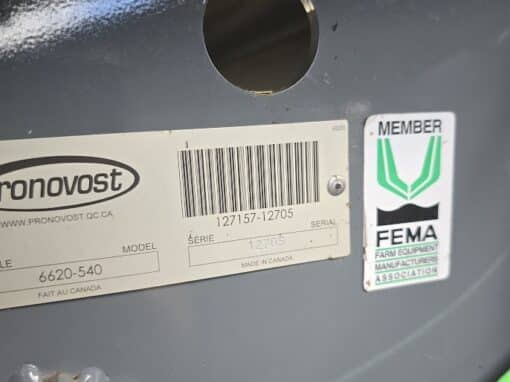 ronovost
WWW.PRONOVOST.QC.CA
LE MODEL
6620-540
FAIT AU CANADA
127157-12705
SÉRIE SERIAL
12705
MADE IN CANADA
MEMBER
FEMA
FARM EQUIPMENT
MANUFACTURERS
ASSOCIATION